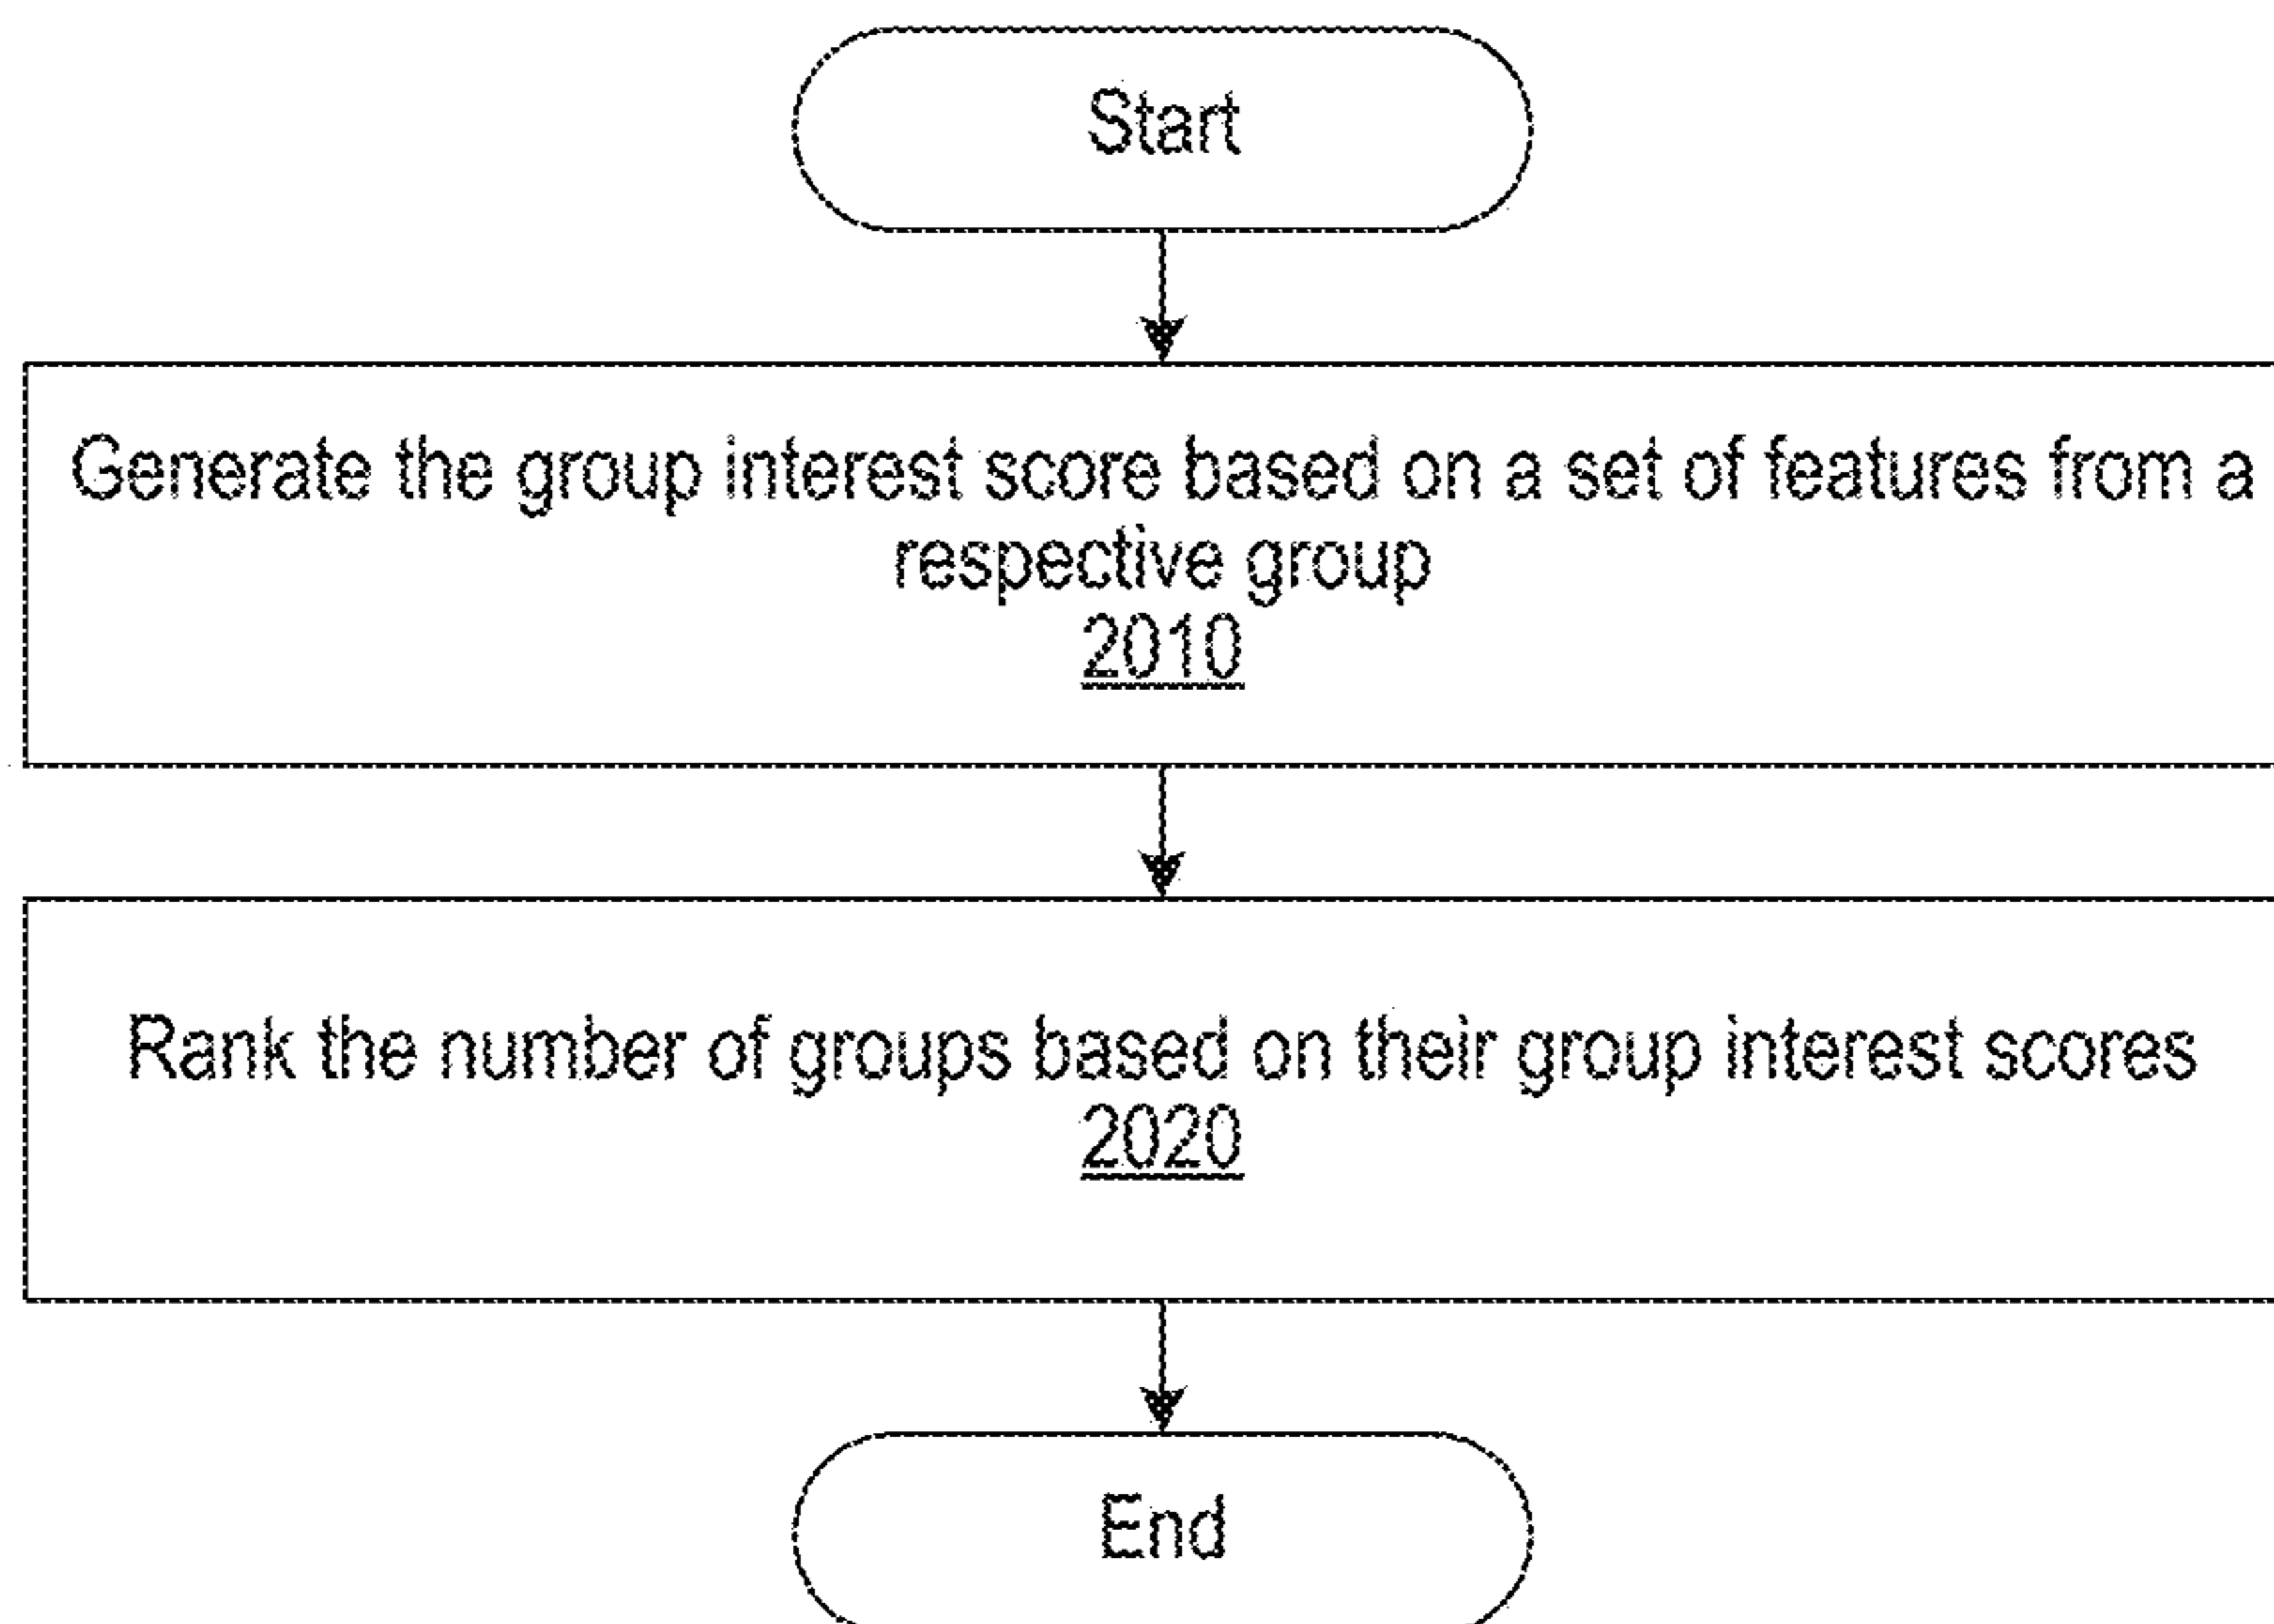 Start
Generate the group interest score based on a set of features from a
respective group
2010
Rank the number of groups based on their group interest scores
2020
End